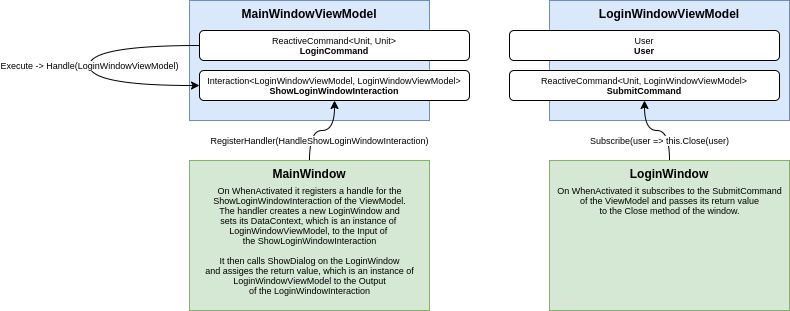 MainWindowViewModel
ReactiveCommand<Unit, Unit>
LoginCommand
Execute -> Handle(LoginWindowViewModel)
Interaction<LoginWindowViewModel, LoginWindowViewModel>
ShowLoginWindowInteraction
RegisterHandler(HandleShowLoginWindowInteraction)
MainWindow
On WhenActivated it registers a handle for the
ShowLoginWindowInteraction of the ViewModel.
The handler creates a new LoginWindow and
sets its DataContext, which is an instance of
LoginWindowViewModel, to the Input of
the ShowLoginWindowInteraction
It then calls ShowDialog on the LoginWindow
and assiges the return value, which is an instance of
LoginWindowViewModel to the Output
of the LoginWindowInteraction
LoginWindowViewModel
User
User
ReactiveCommand<Unit, LoginWindowViewModel>
SubmitCommand
Subscribe(user => this.Close(user)
LoginWindow
On WhenActivated it subscribes to the SubmitCommand
of the ViewModel and passes its return value
to the Close method of the window.